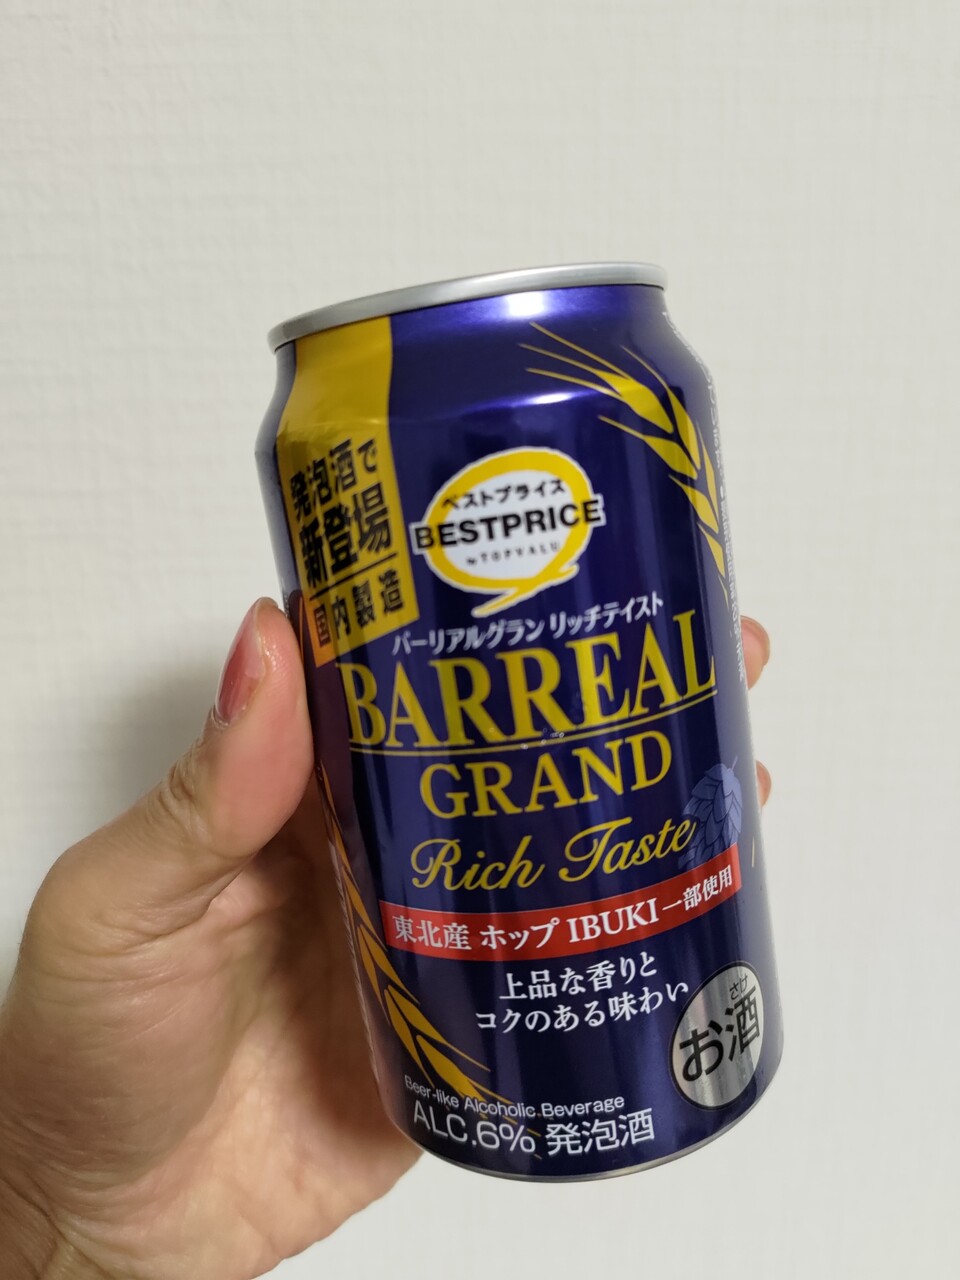 発泡酒で
新登場
国内製造
ベストプライス
BESTPRICE
by TOPVALU
バーリアルグラン リッチテイスト
BARREAL
GRAND
Rich Taste
東北産 ホップ IBUKI 一部使用
上品な香りと
コクのある味わい
さけ
お酒
Beer-like Alcoholic Beverage
ALC.6% 発泡酒